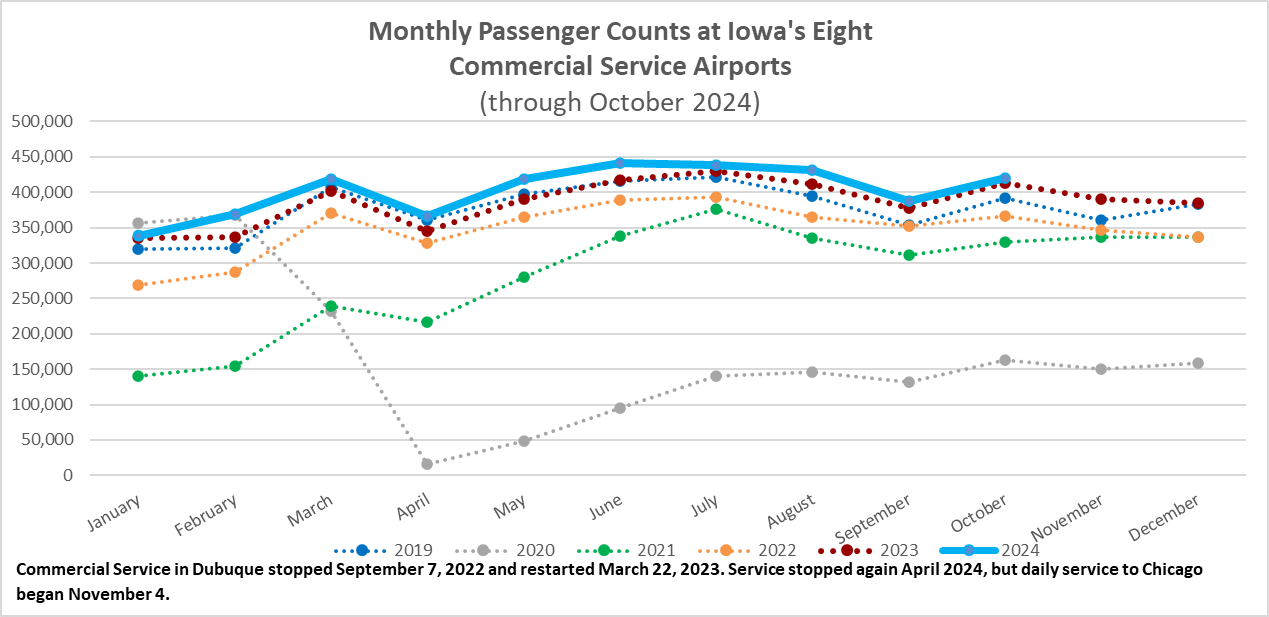 Monthly Passenger Counts at Iowa's Eight
Commercial Service Airports
(through October 2024)
500,000
450,000
400,000
350,000
300,000
250,000
200,000
150,000
100,000
50,000
0
January
February
March
April
May
June
July
August
September
October
November
December
2019
2020
2021
2022
2023
2024
Commercial Service in Dubuque stopped September 7, 2022 and restarted March 22, 2023. Service stopped again April 2024, but daily service to Chicago
began November 4.